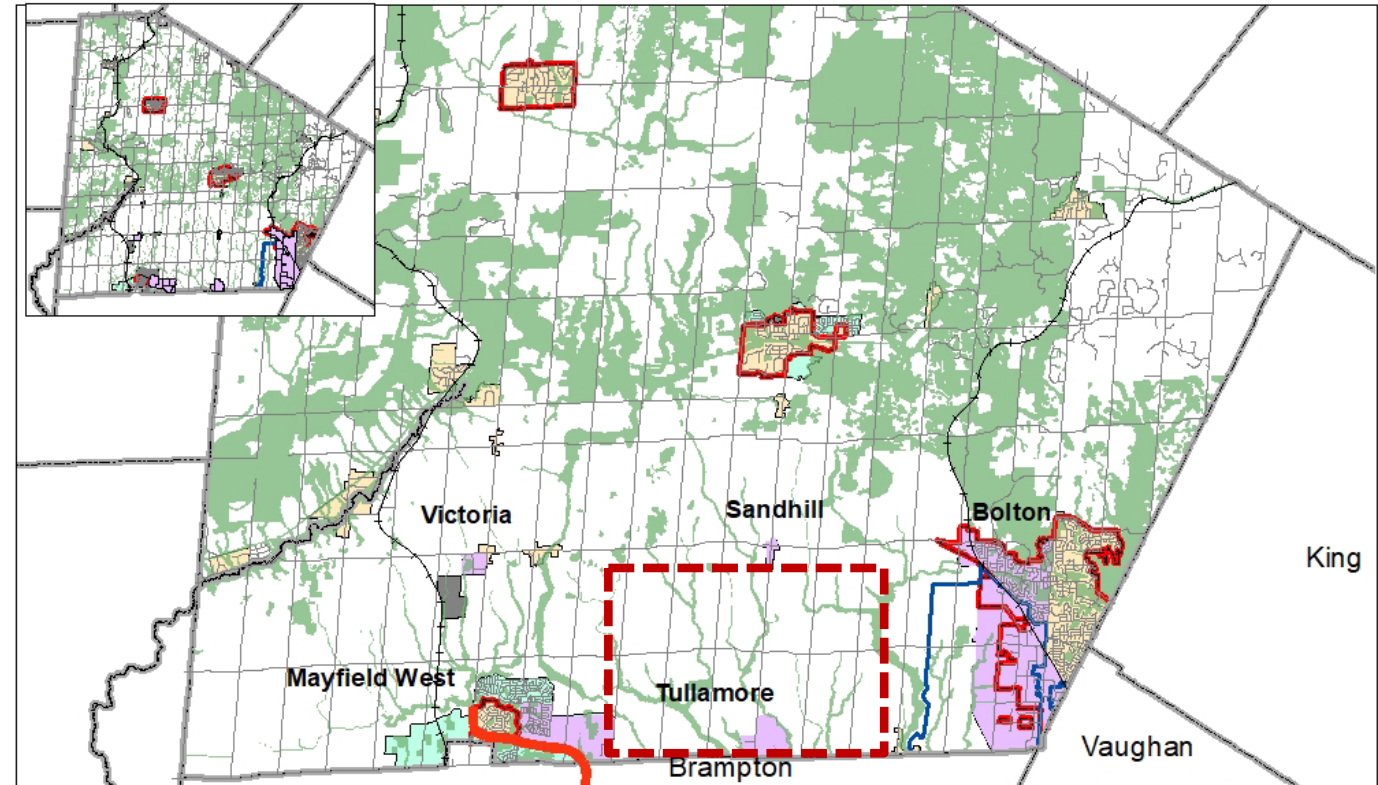 Victoria
Sandhill
Bolton
King
Mayfield West
Tullamore
Vaughan
Brampton